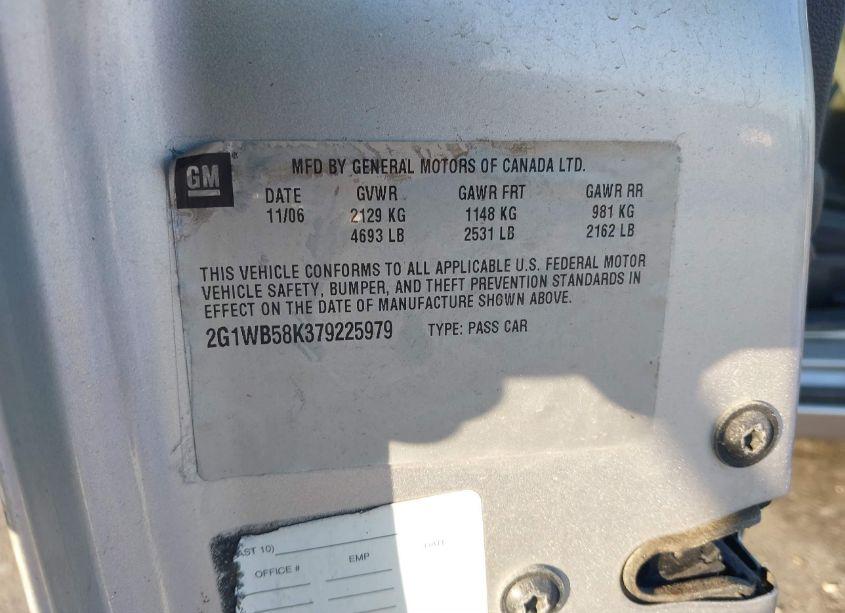 GM
MFD BY GENERAL MOTORS OF CANADA LTD.
DATE GVWR GAWR FRT GAWR RR
11/06 2129 KG 1148 KG 981 KG
4693 LB 2531 LB 2162 LB
THIS VEHICLE CONFORMS TO ALL APPLICABLE U.S. FEDERAL MOTOR
VEHICLE SAFETY, BUMPER, AND THEFT PREVENTION STANDARDS IN
EFFECT ON THE DATE OF MANUFACTURE SHOWN ABOVE.
2G1WB58K379225979 TYPE: PASS CAR
AST 10) DATE
OFFICE # EMP